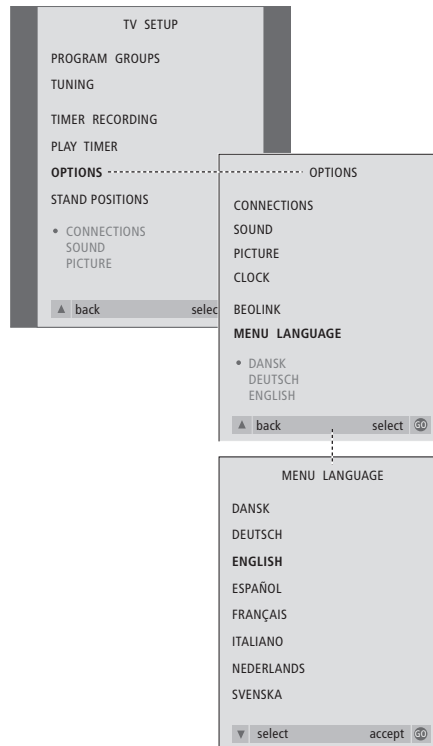 TV SETUP
PROGRAM GROUPS
TUNING
TIMER RECORDING
PLAY TIMER
OPTIONS
STAND POSITIONS
• CONNECTIONS
SOUND
PICTURE
▲ back selec
OPTIONS
CONNECTIONS
SOUND
PICTURE
CLOCK
BEOLINK
MENU LANGUAGE
• DANSK
DEUTSCH
ENGLISH
▲ back select GO
MENU LANGUAGE
DANSK
DEUTSCH
ENGLISH
ESPAÑOL
FRANÇAIS
ITALIANO
NEDERLANDS
SVENSKA
▼ select accept GO